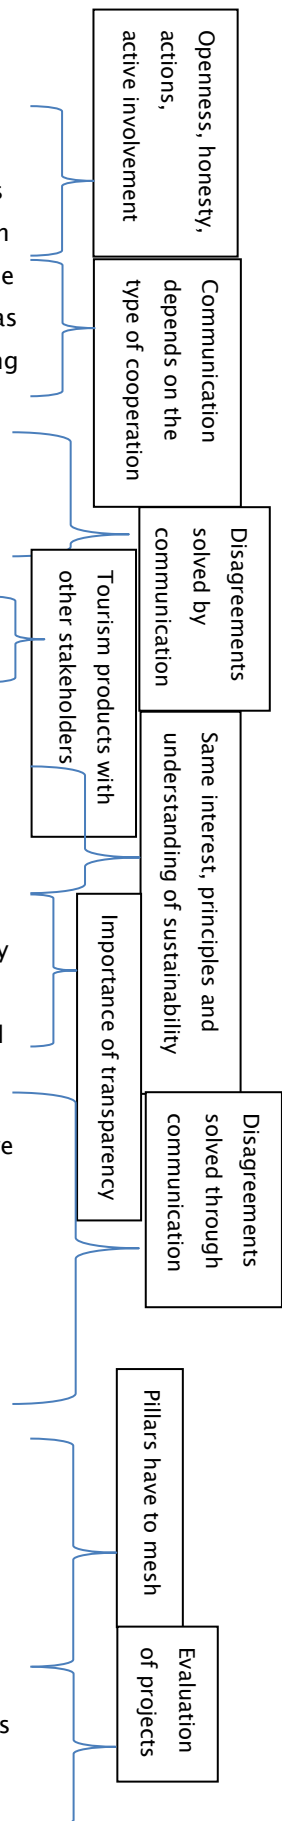 Openness, honesty,
actions,
active involvement
Communication
depends on the
type of cooperation
Disagreements
solved by
communication
Tourism products with
other stakeholders
Same interest, principles and
understanding of sustainability
Importance of transparency
Disagreements
solved through
communication
Pillars have to mesh
Evaluation
of projects